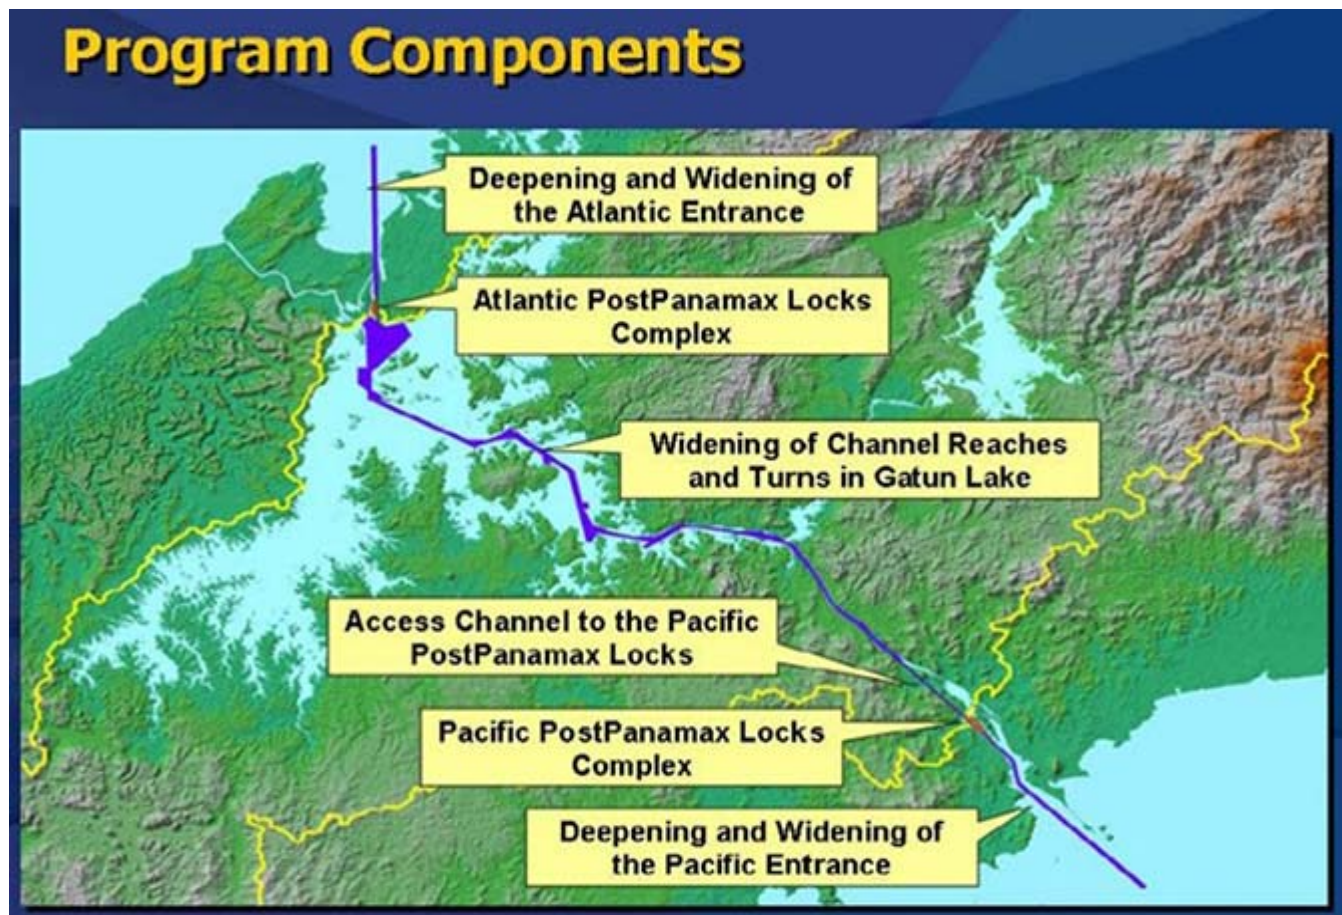 Program Components
Deepening and Widening of
the Atlantic Entrance
Atlantic PostPanamax Locks
Complex
Widening of Channel Reaches
and Turns in Gatun Lake
Access Channel to the Pacific
PostPanamax Locks
Pacific PostPanamax Locks
Complex
Deepening and Widening of
the Pacific Entrance